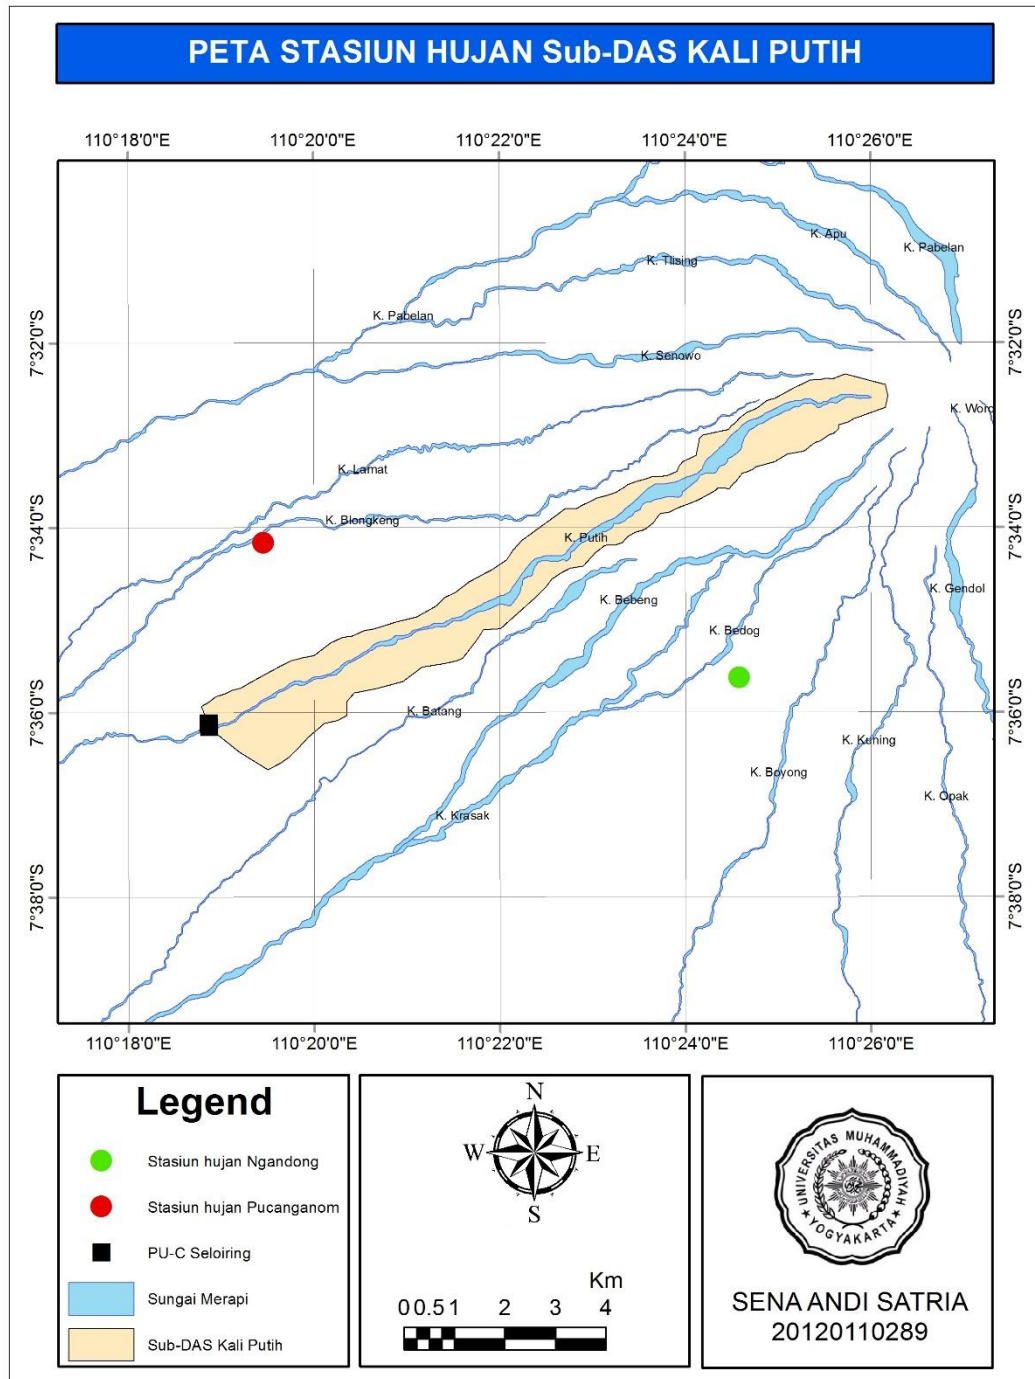 PETA STASIUN HUJAN Sub-DAS KALI PUTIH
110°18'0"E 110°20'0"E 110°22'0"E 110°24'0"E 110°26'0"E
K. Apu
K. Pabelan
K. Tlising
K. Pabelan
7°32'0"S 7°32'0"S
K. Senowo
K. Woro
K. Lamat
K. Blongkeng
7°34'0"S 7°34'0"S
K. Putih
K. Gendol
K. Bebeng
K. Bedog
K. Batang
7°36'0"S 7°36'0"S
K. Kuning
K. Boyong
K. Opak
K. Krasak
7°38'0"S 7°38'0"S
110°18'0"E 110°20'0"E 110°22'0"E 110°24'0"E 110°26'0"E
Legend
Stasiun hujan Ngandong
Stasiun hujan Pucanganom
PU-C Seloiring
Sungai Merapi
Sub-DAS Kali Putih
N
W E
S
Km
0 0.5 1 2 3 4
UNIVERSITAS MUHAMMADIYAH
YOGYAKARTA
SENA ANDI SATRIA
20120110289